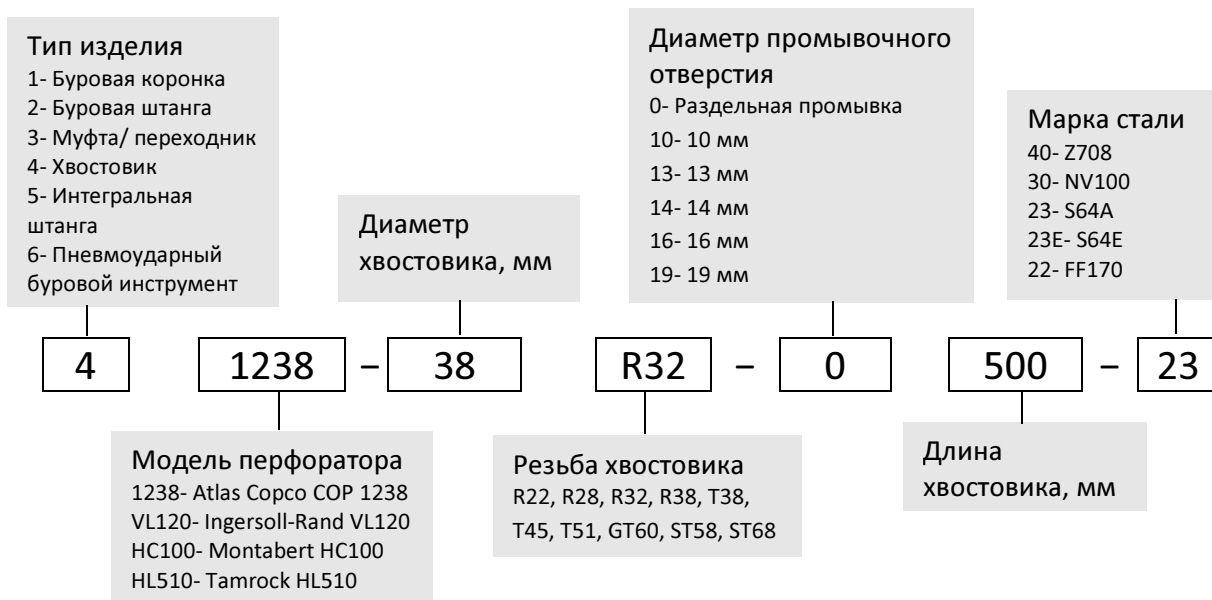 Тип изделия
1- Буровая коронка
2- Буровая штанга
3- Муфта/ переходник
4- Хвостовик
5- Интегральная
штанга
6- Пневмоударный
буровой инструмент
Диаметр
хвостовика, мм
Диаметр промывочного
отверстия
0- Раздельная промывка
10- 10 мм
13- 13 мм
14- 14 мм
16- 16 мм
19- 19 мм
Марка стали
40- Z708
30- NV100
23- S64A
23E- S64E
22- FF170
4 1238 – 38 R32 – 0 500 – 23
Модель перфоратора
1238- Atlas Copco COP 1238
VL120- Ingersoll-Rand VL120
HC100- Montabert HC100
HL510- Tamrock HL510
Резьба хвостовика
R22, R28, R32, R38, T38,
T45, T51, GT60, ST58, ST68
Длина
хвостовика, мм